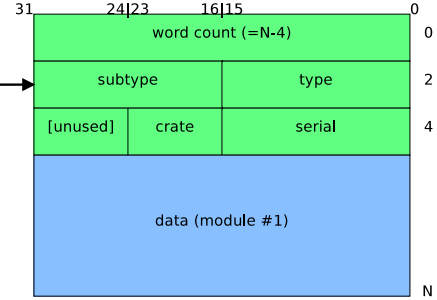 31 24|23 16|15 0
word count (=N-4) 0
subtype type 2
[unused] crate serial 4
data (module #1)
N